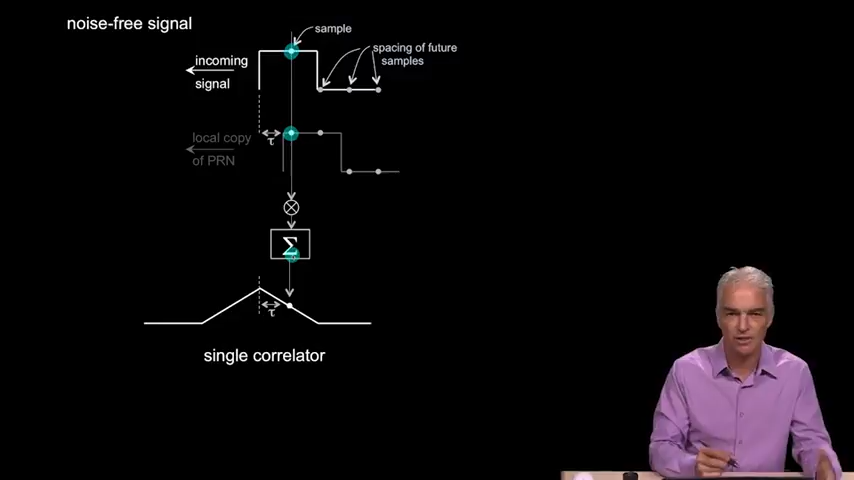 noise-free signal
sample
spacing of future
samples
incoming
signal
local copy
of PRN
τ
Σ
τ
single correlator